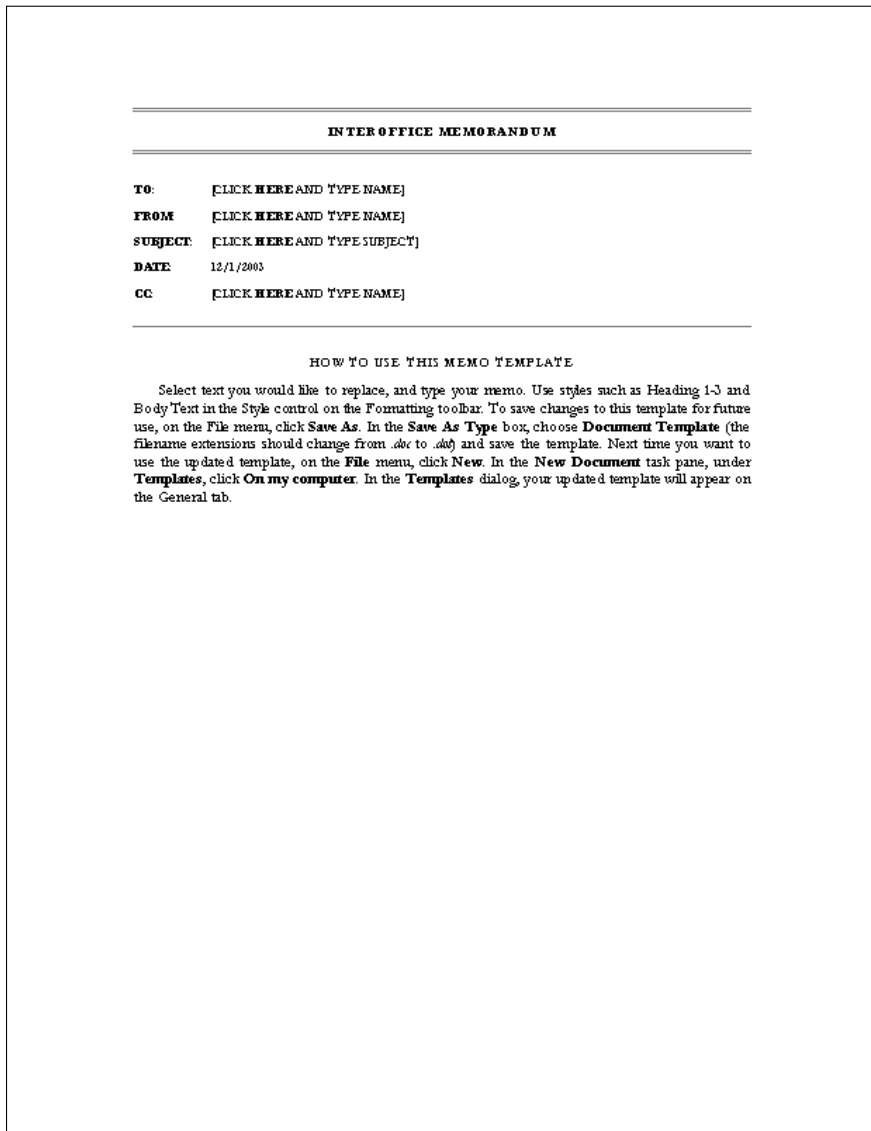 INTEROFFICE MEMORANDUM
TO: [CLICK HERE AND TYPE NAME]
FROM: [CLICK HERE AND TYPE NAME]
SUBJECT: [CLICK HERE AND TYPE SUBJECT]
DATE: 12/1/2003
CC: [CLICK HERE AND TYPE NAME]
HOW TO USE THIS MEMO TEMPLATE
Select text you would like to replace, and type your memo. Use styles such as Heading 1-3 and
Body Text in the Style control on the Formatting toolbar. To save changes to this template for future
use, on the File menu, click Save As. In the Save As Type box, choose Document Template (the
filename extensions should change from .doc to .dot) and save the template. Next time you want to
use the updated template, on the File menu, click New. In the New Document task pane, under
Templates, click On my computer. In the Templates dialog, your updated template will appear on
the General tab.